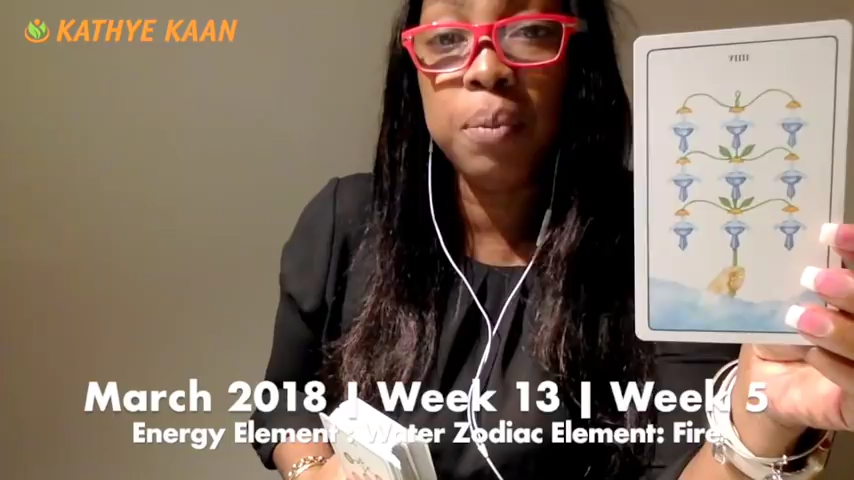 KATHYE KAAN
VIIII
March 2018 | Week 13 | Week 5
Energy Element : Water Zodiac Element: Fire